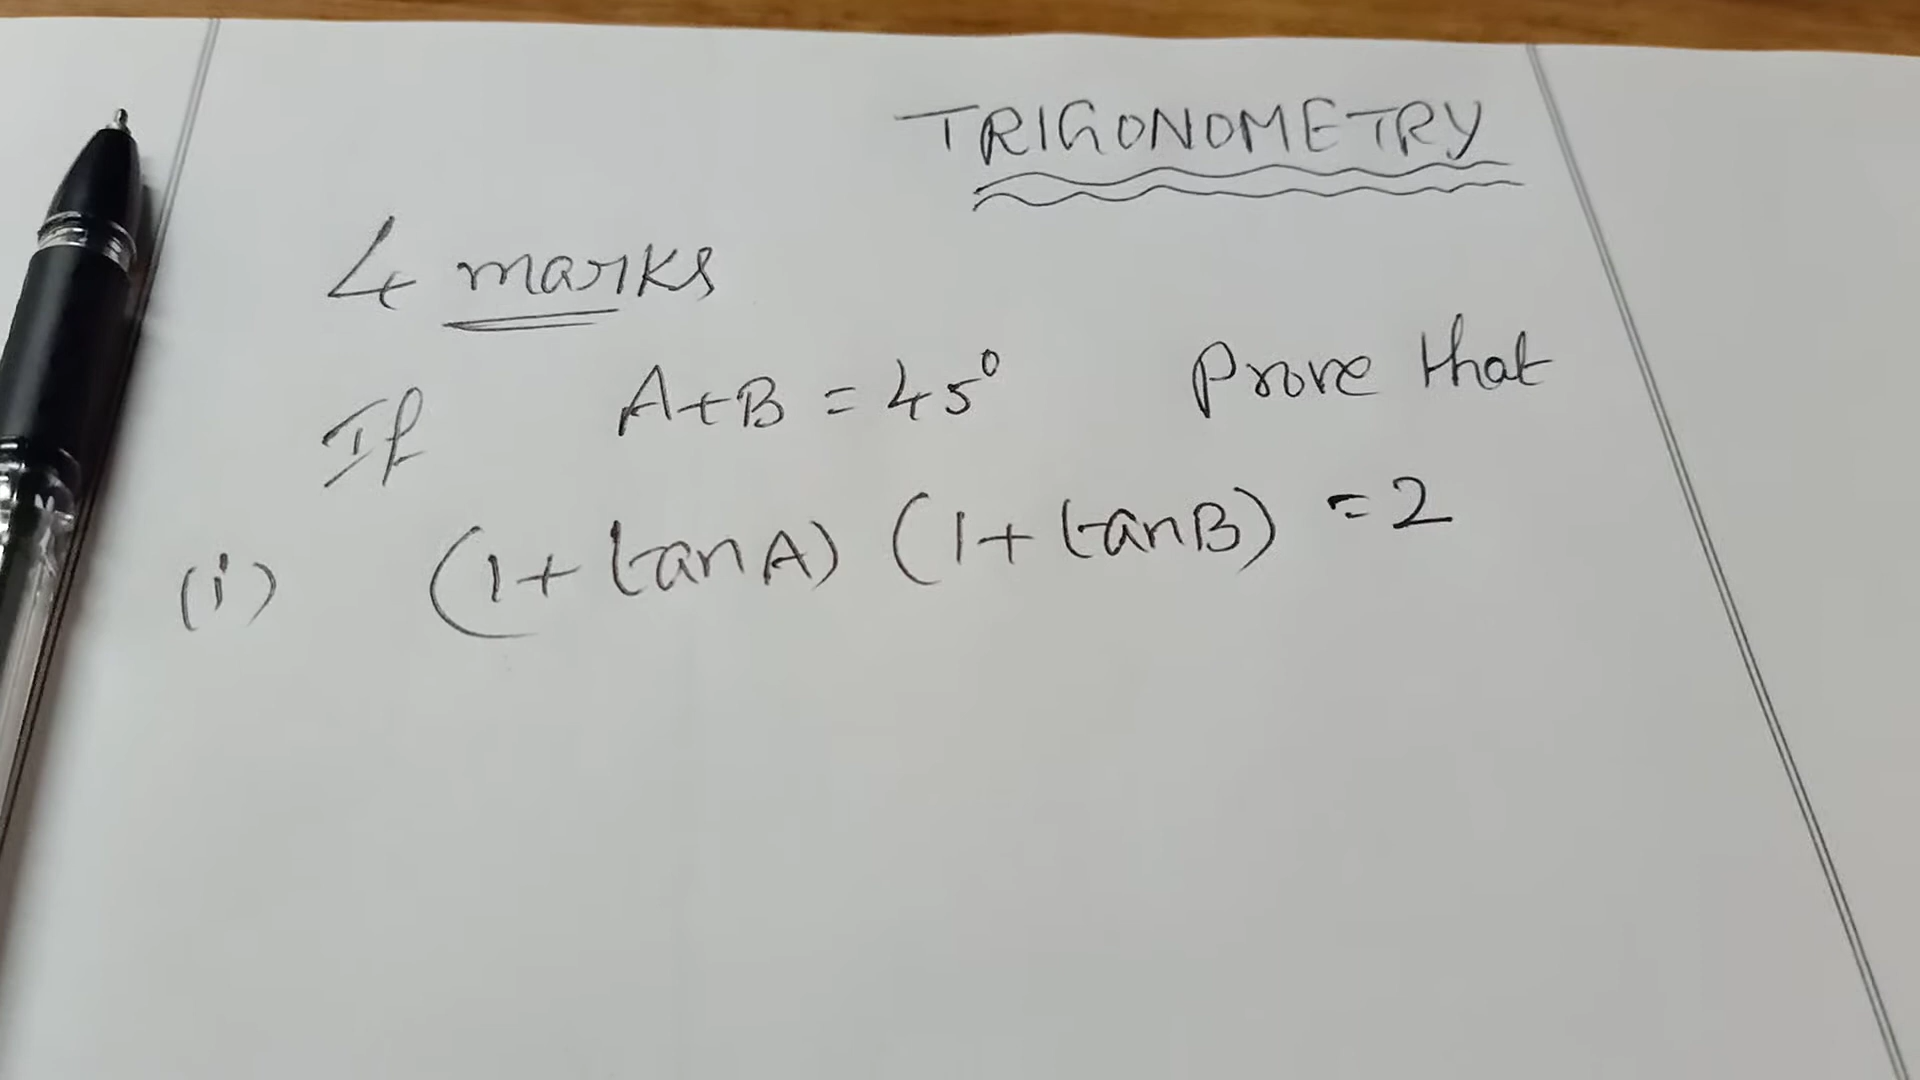 TRIGONOMETRY
4 marks
If A+B = 45° Prove that
(i) (1+tanA) (1+tanB) =2